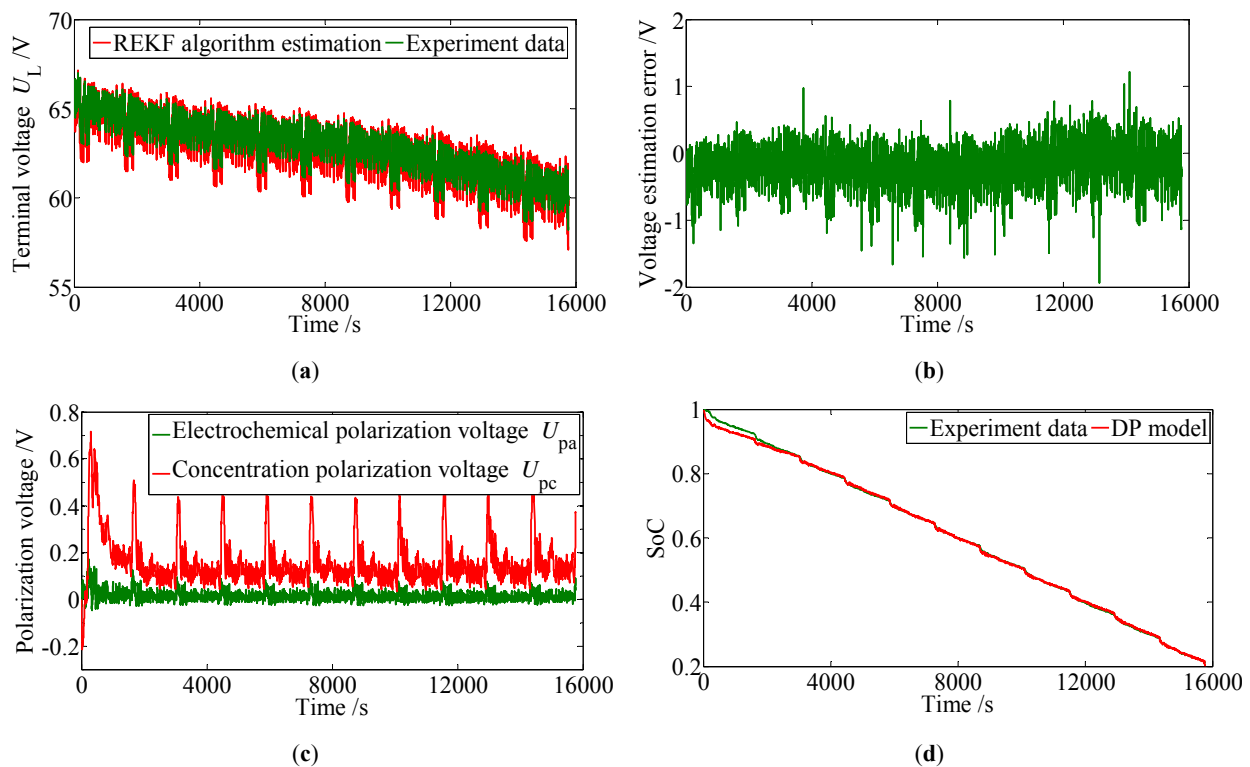 70
65
60
55
Terminal voltage U_L /V
REKF algorithm estimation
Experiment data
0
4000
8000
12000
16000
Time /s
(a)
2
1
0
-1
-2
Voltage estimation error /V
0
4000
8000
12000
16000
Time /s
(b)
0.8
0.6
0.4
0.2
0
-0.2
Polarization voltage /V
Electrochemical polarization voltage U_pa
Concentration polarization voltage U_pc
0
4000
8000
12000
16000
Time /s
(c)
1
0.8
0.6
0.4
0.2
SoC
Experiment data
DP model
0
4000
8000
12000
16000
Time /s
(d)